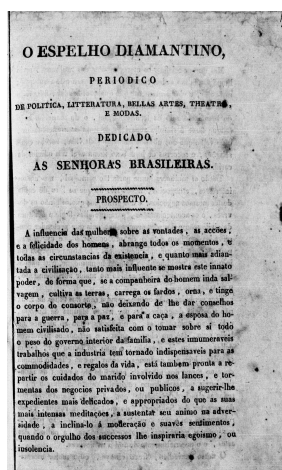 O ESPELHO DIAMANTINO,
PERIODICO
DE POLITICA, LITTERATURA, BELLAS ARTES, THEATRO,
E MODAS.
DEDICADO
AS SENHORAS BRASILEIRAS.
PROSPECTO.
A influencia das mulheres sobre as vontades, as acções,
e a felicidade dos homens, abrange todos os momentos, e
todas as circunstancias da existencia, e quanto mais adian-
tada a civilisação, tanto mais influente se mostra este innato
poder, de forma que, se a companheira do homem inda sal-
vagem, cultiva as terras, carrega os fardos, orna, e tinge
o corpo do consorte, não deixando de lhe dar conselhos
para a guerra, para a paz, e para a caça, a esposa do ho-
mem civilisado, não satisfeita com o tomar sobre si todo
o peso do governo interior da familia, e estes innumeraveis
trabalhos que a industria tem tornado indispensaveis para as
commodidades, e regalos da vida, está tambem pronta a re-
partir os cuidados do marido involvido nos lances, e tor-
mentas dos negocios privados, ou publicos, a sugerir-lhe
expedientes mais delicados, e appropriados do que as suas
mais intensas meditações, a sustentar seu animo na adver-
sidade, a inclina-lo á moderação e suaves sentimentos,
quando o orgulho dos successos lhe inspiraria egoismo, ou
insolencia.